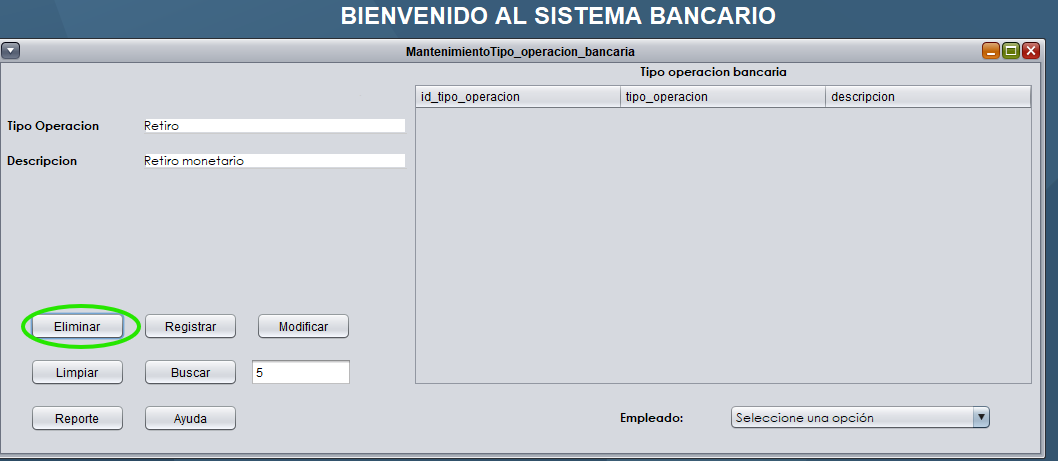 BIENVENIDO AL SISTEMA BANCARIO
MantenimientoTipo_operacion_bancaria
Tipo operacion bancaria
id_tipo_operacion tipo_operacion descripcion
Tipo Operacion Retiro
Descripcion Retiro monetario
Eliminar Registrar Modificar
Limpiar Buscar 5
Reporte Ayuda
Empleado: Seleccione una opción